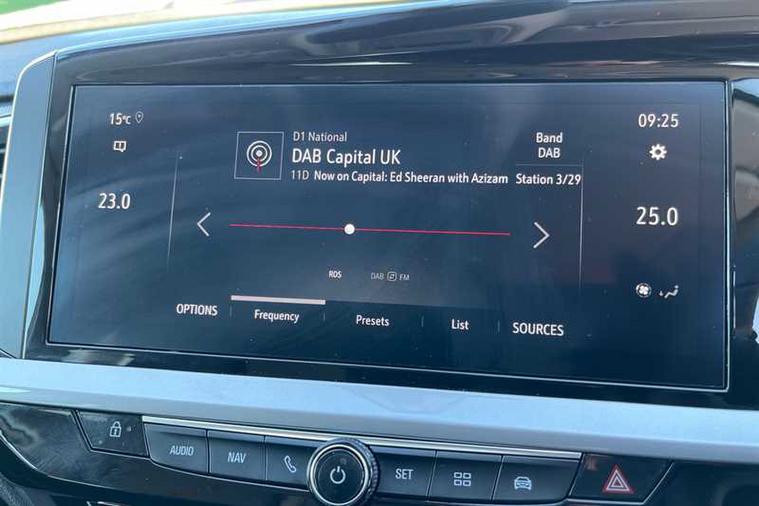 15°C
09:25
D1 National
DAB Capital UK
11D Now on Capital: Ed Sheeran with Azizam
Band
DAB
Station 3/29
23.0
25.0
RDS
DAB FM
OPTIONS
Frequency
Presets
List
SOURCES
AUDIO
NAV
SET